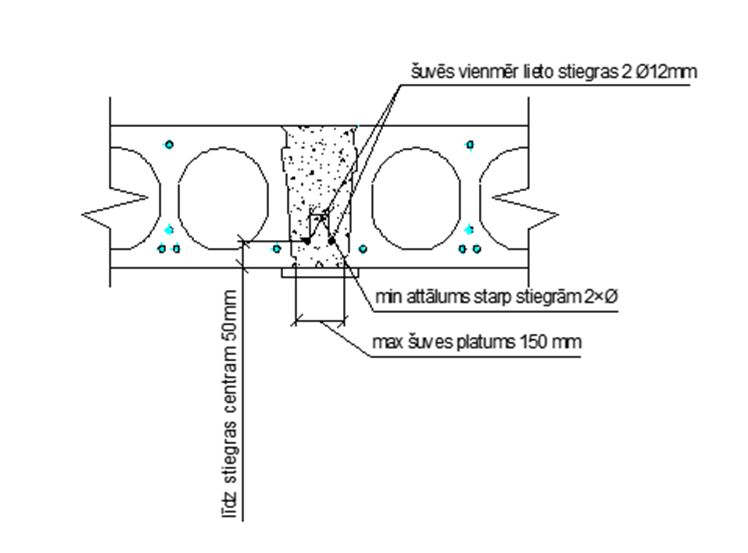 šuvēs vienmēr lieto stiegras 2 Ø12mm
min attālums starp stiegrām 2×Ø
max šuves platums 150 mm
līdz stiegras centram 50mm